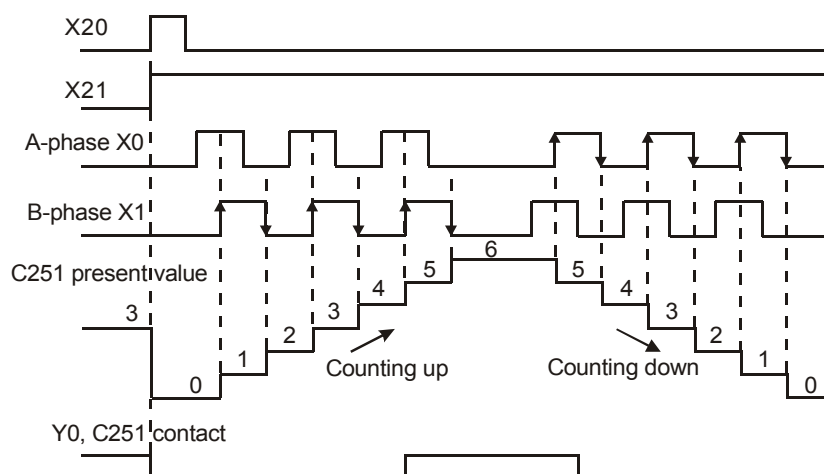 X20
X21
A-phase X0
B-phase X1
C251 present value
6
5
5
4
4
3
3
3
2
2
1
1
Counting up
Counting down
0
0
Y0, C251 contact